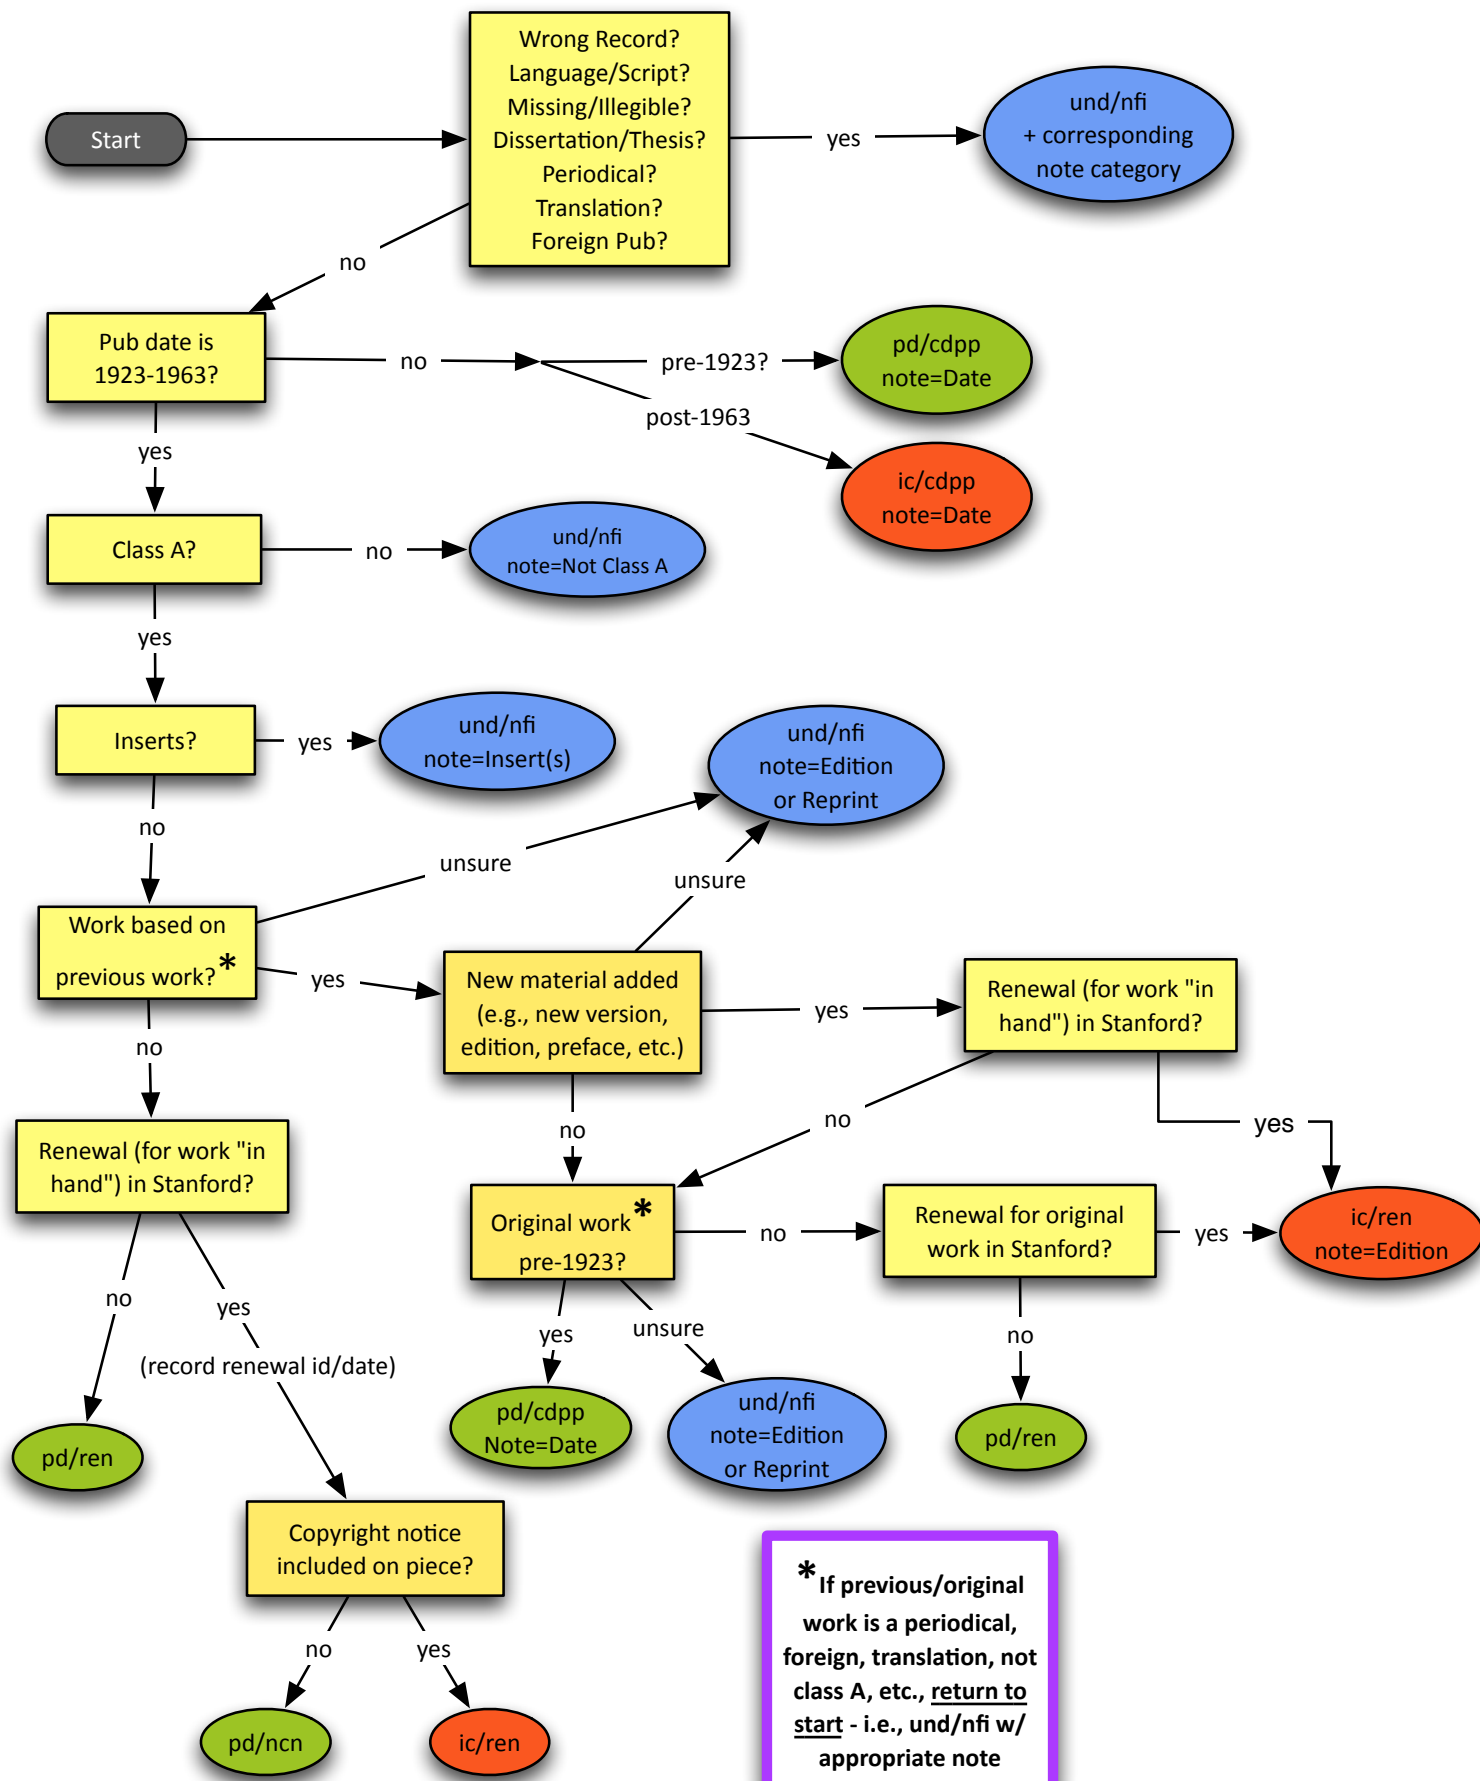 Start
Wrong Record?
Language/Script?
Missing/Illegible?
Dissertation/Thesis?
Periodical?
Translation?
Foreign Pub?
yes
und/nfi
+ corresponding
note category
no
Pub date is
1923-1963?
no
pre-1923?
pd/cdpp
note=Date
post-1963
ic/cdpp
note=Date
yes
Class A?
no
und/nfi
note=Not Class A
yes
Inserts?
yes
und/nfi
note=Insert(s)
und/nfi
note=Edition
or Reprint
no
unsure
unsure
Work based on
previous work?*
yes
New material added
(e.g., new version,
edition, preface, etc.)
yes
Renewal (for work "in
hand") in Stanford?
no
no
no
yes
Renewal (for work "in
hand") in Stanford?
Original work*
pre-1923?
no
Renewal for original
work in Stanford?
yes
ic/ren
note=Edition
no
yes
(record renewal id/date)
yes
unsure
no
pd/ren
pd/cdpp
Note=Date
und/nfi
note=Edition
or Reprint
pd/ren
Copyright notice
included on piece?
no
yes
pd/ncn
ic/ren
*If previous/original
work is a periodical,
foreign, translation, not
class A, etc., return to
start - i.e., und/nfi w/
appropriate note